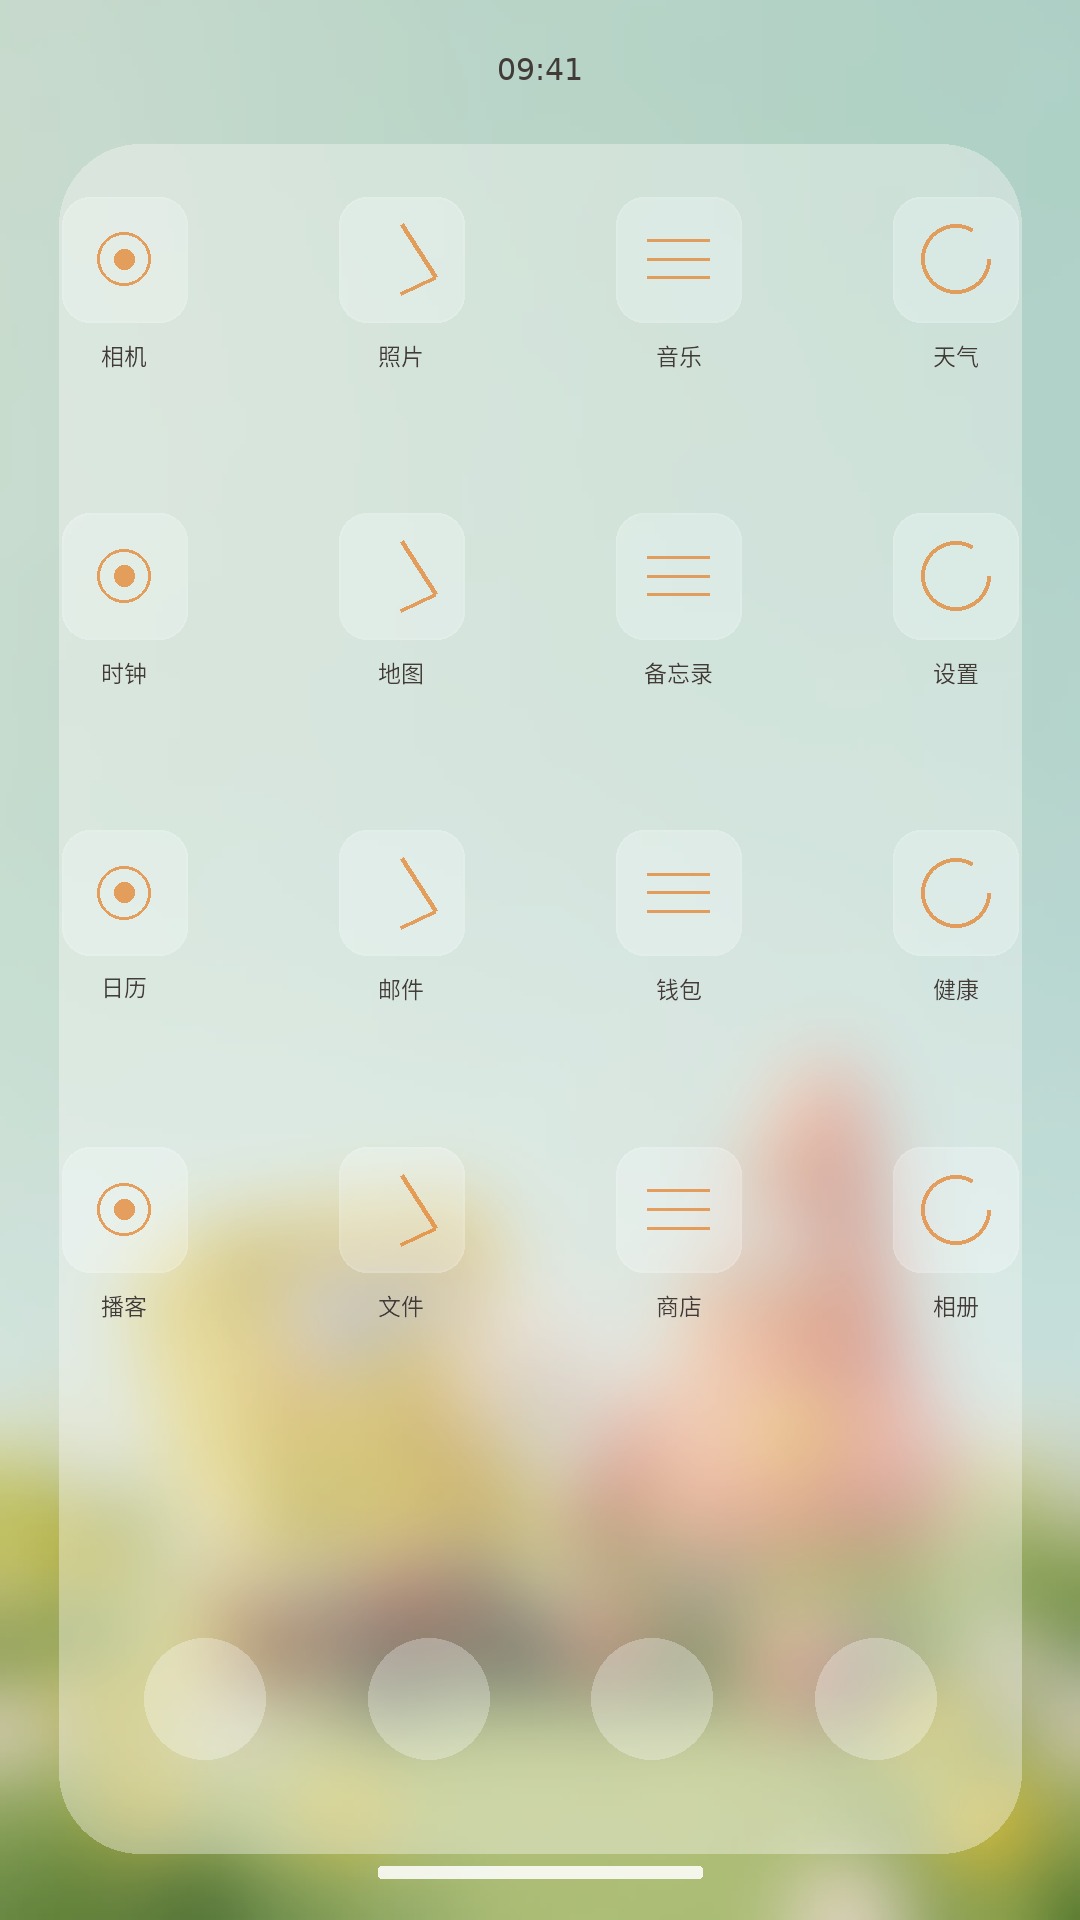 09:41
相机 照片 音乐 天气
时钟 地图 备忘录 设置
日历 邮件 钱包 健康
播客 文件 商店 相册